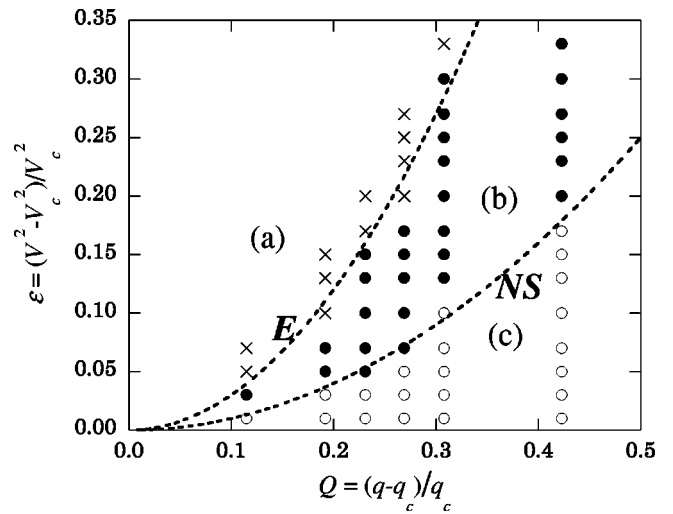 0.35
0.30
0.25
0.20
0.15
0.10
0.05
0.00
ε = (V²-V_c²)/V_c²
(a)
(b)
(c)
E
NS
0.0 0.1 0.2 0.3 0.4 0.5
Q = (q-q_c)/q_c